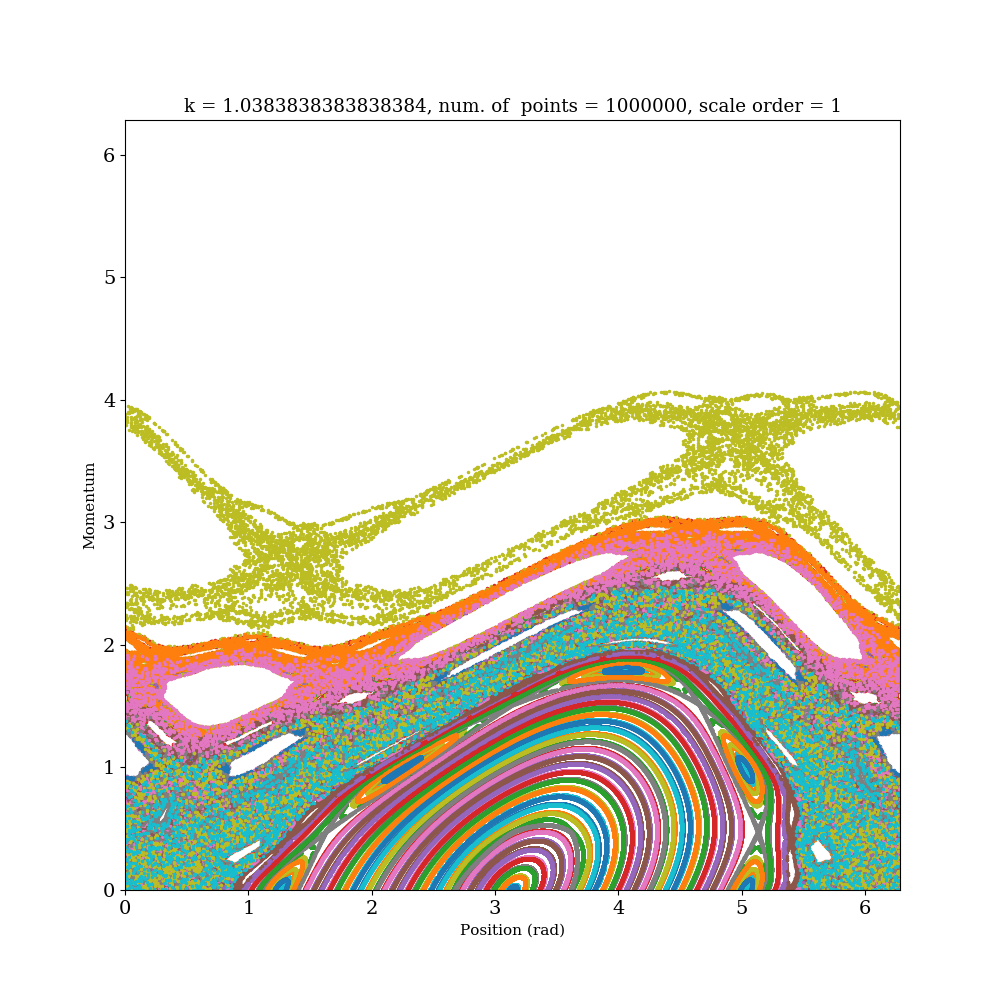 k = 1.0383838383838384, num. of  points = 1000000, scale order = 1
6
5
4
3
2
1
0
Momentum
0 1 2 3 4 5 6
Position (rad)